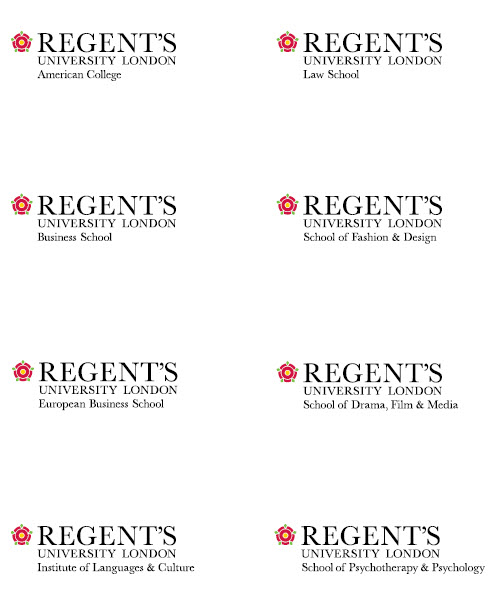 REGENT'S
UNIVERSITY LONDON
American College
REGENT'S
UNIVERSITY LONDON
Law School
REGENT'S
UNIVERSITY LONDON
Business School
REGENT'S
UNIVERSITY LONDON
School of Fashion & Design
REGENT'S
UNIVERSITY LONDON
European Business School
REGENT'S
UNIVERSITY LONDON
School of Drama, Film & Media
REGENT'S
UNIVERSITY LONDON
Institute of Languages & Culture
REGENT'S
UNIVERSITY LONDON
School of Psychotherapy & Psychology